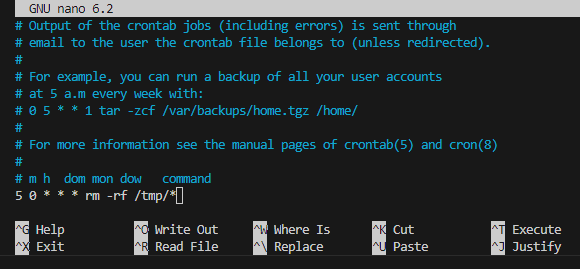 GNU nano 6.2
# Output of the crontab jobs (including errors) is sent through
# email to the user the crontab file belongs to (unless redirected).
#
# For example, you can run a backup of all your user accounts
# at 5 a.m every week with:
# 0 5 * * 1 tar -zcf /var/backups/home.tgz /home/
#
# For more information see the manual pages of crontab(5) and cron(8)
#
# m h  dom mon dow   command
5 0 * * * rm -rf /tmp/*
^G Help ^O Write Out ^W Where Is ^K Cut ^T Execute
^X Exit ^R Read File ^\ Replace ^U Paste ^J Justify